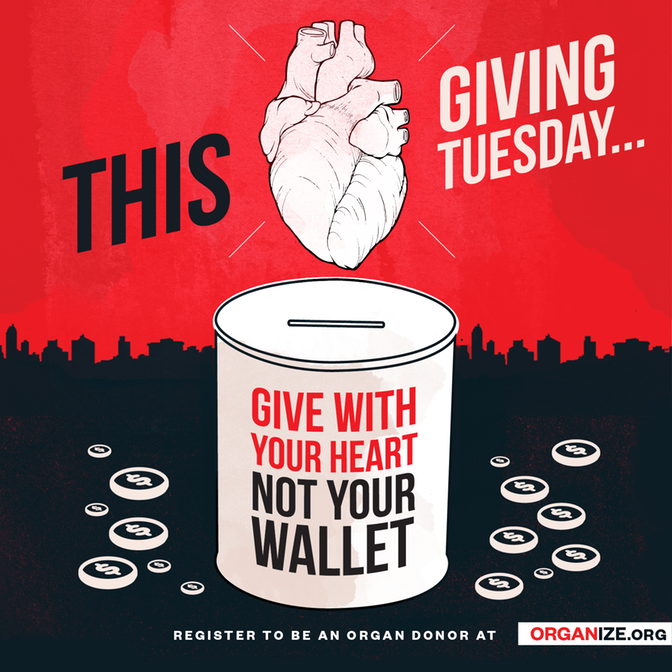 THIS
GIVING
TUESDAY...
GIVE WITH
YOUR HEART
NOT YOUR
WALLET
REGISTER TO BE AN ORGAN DONOR AT ORGANIZE.ORG